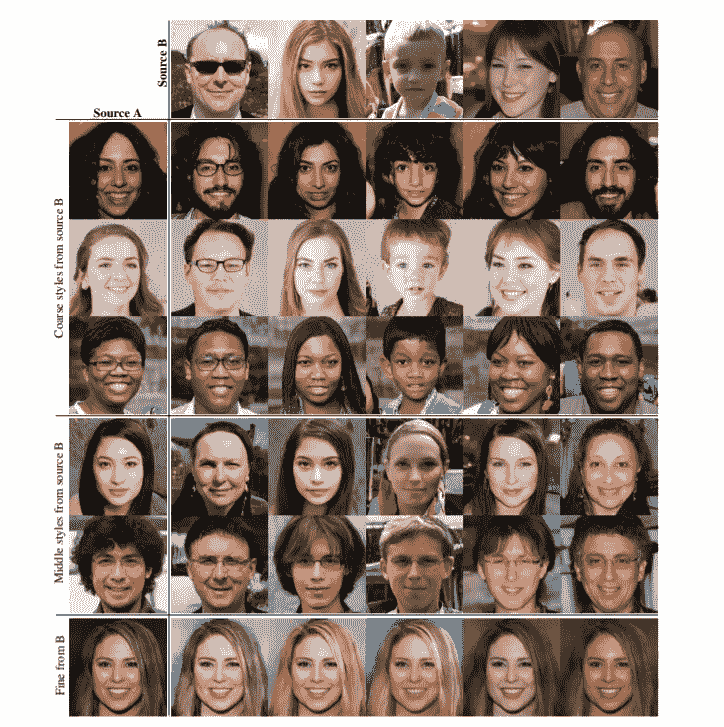 Source B
Source A
Coarse styles from source B
Middle styles from source B
Fine from B